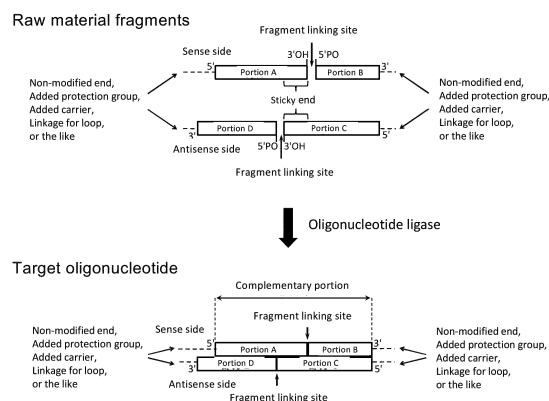 Raw material fragments
Fragment linking site
Sense side
3'OH
5'PO
5'
Portion A
Portion B
3'
Non-modified end,
Added protection group,
Added carrier,
Linkage for loop,
or the like
Sticky end
Non-modified end,
Added protection group,
Added carrier,
Linkage for loop,
or the like
3'
Portion D
Portion C
5'
Antisense side
5'PO
3'OH
Fragment linking site
Oligonucleotide ligase
Target oligonucleotide
Complementary portion
Fragment linking site
Non-modified end,
Added protection group,
Added carrier,
Linkage for loop,
or the like
Sense side
5'
Portion A
Portion B
3'
3'
Portion D
Portion C
5'
Antisense side
Fragment linking site
Non-modified end,
Added protection group,
Added carrier,
Linkage for loop,
or the like